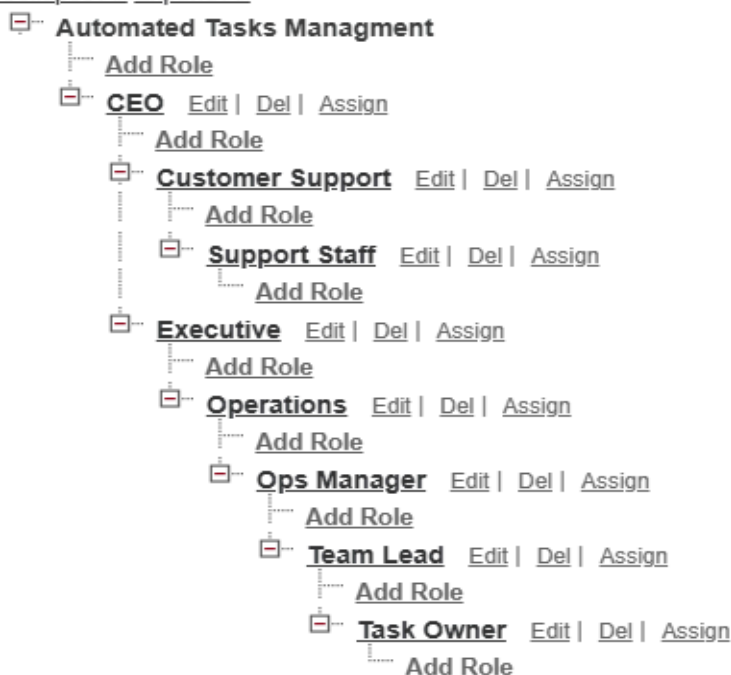 Automated Tasks Managment
Add Role
CEO Edit | Del | Assign
Add Role
Customer Support Edit | Del | Assign
Add Role
Support Staff Edit | Del | Assign
Add Role
Executive Edit | Del | Assign
Add Role
Operations Edit | Del | Assign
Add Role
Ops Manager Edit | Del | Assign
Add Role
Team Lead Edit | Del | Assign
Add Role
Task Owner Edit | Del | Assign
Add Role